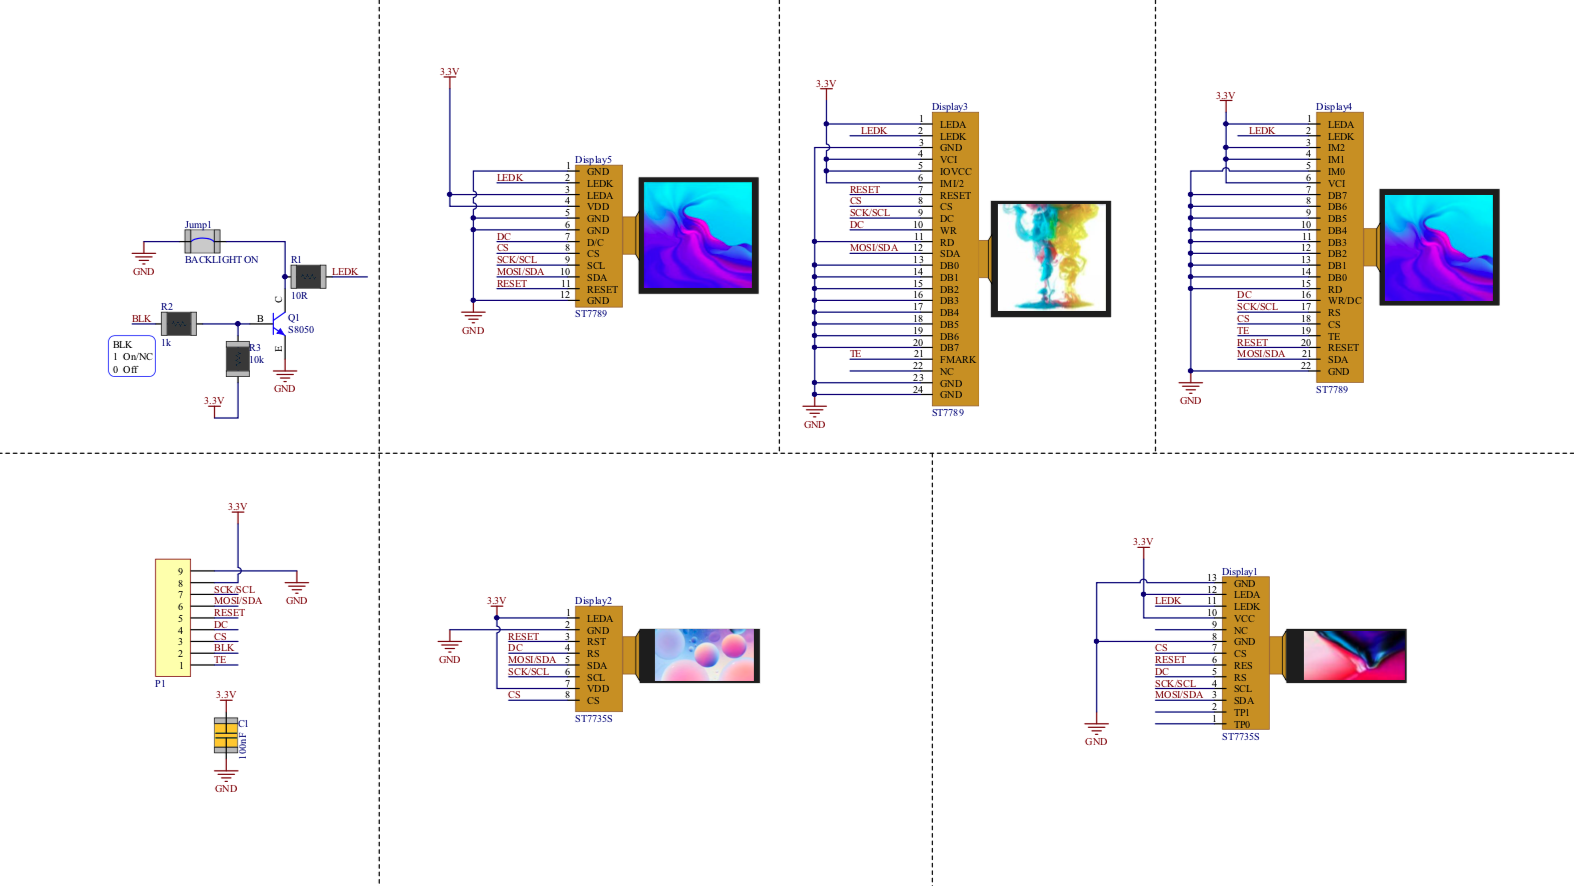 Jump1
GND
BACKLIGHT ON
R1
LEDK
10R
C
R2
BLK
1k
B
Q1
S8050
E
R3
10k
BLK
1 On/NC
0 Off
GND
3.3V
3.3V
Display5
1 GND
LEDK 2 LEDK
3 LEDA
4 VDD
5 GND
6 GND
DC 7 D/C
CS 8 CS
SCK/SCL 9 SCL
MOSI/SDA 10 SDA
RESET 11 RESET
12 GND
GND
ST7789
3.3V
Display3
1 LEDA
LEDK 2 LEDK
3 GND
4 VCI
5 IOVCC
6 IM1/2
RESET 7 RESET
CS 8 CS
SCK/SCL 9 DC
DC 10 WR
11 RD
MOSI/SDA 12 SDA
13 DB0
14 DB1
15 DB2
16 DB3
17 DB4
18 DB5
19 DB6
20 DB7
TE 21 FMARK
22 NC
23 GND
24 GND
GND
ST7789
3.3V
Display4
1 LEDA
LEDK 2 LEDK
3 IM2
4 IM1
5 IM0
6 VCI
7 DB7
8 DB6
9 DB5
10 DB4
11 DB3
12 DB2
13 DB1
14 DB0
15 RD
DC 16 WR/DC
SCK/SCL 17 RS
CS 18 CS
TE 19 TE
RESET 20 RESET
MOSI/SDA 21 SDA
22 GND
GND
ST7789
3.3V
9
8
7 SCK/SCL
6 MOSI/SDA
5 RESET
4 DC
3 CS
2 BLK
1 TE
GND
P1
3.3V
C1
100nF
GND
3.3V
Display2
1 LEDA
2 GND
RESET 3 RST
DC 4 RS
MOSI/SDA 5 SDA
SCK/SCL 6 SCL
7 VDD
CS 8 CS
GND
ST7735S
3.3V
Display1
13 GND
12 LEDA
LEDK 11 LEDK
10 VCC
9 NC
8 GND
CS 7 CS
RESET 6 RES
DC 5 RS
SCK/SCL 4 SCL
MOSI/SDA 3 SDA
2 TP1
1 TP0
GND
ST7735S